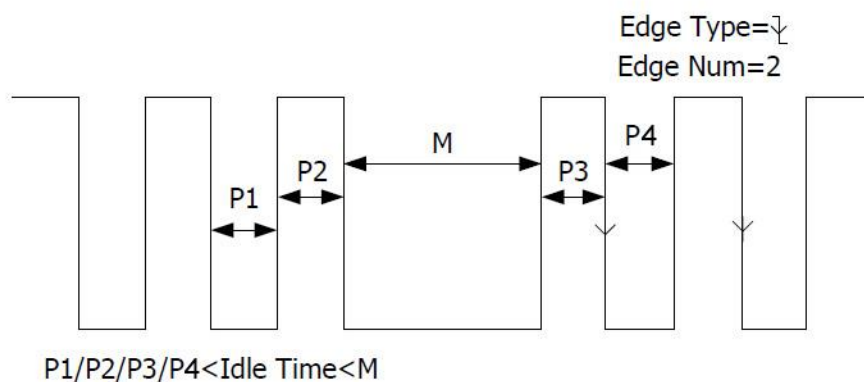 Edge Type=
Edge Num=2
M
P4
P2
P3
P1
P1/P2/P3/P4<Idle Time<M